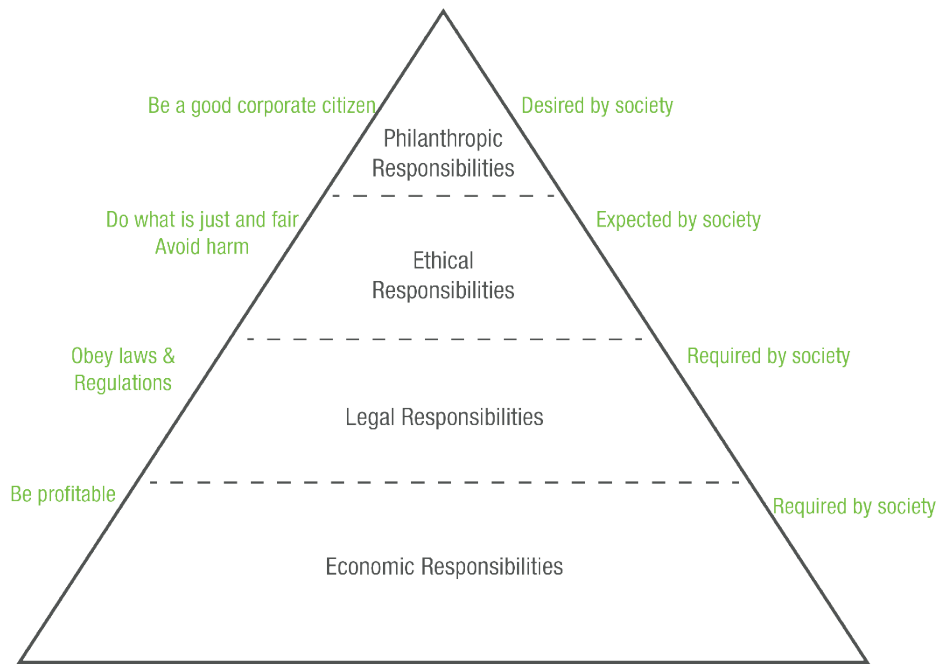 Be a good corporate citizen
Desired by society
Philanthropic
Responsibilities
Do what is just and fair
Avoid harm
Expected by society
Ethical
Responsibilities
Obey laws &
Regulations
Required by society
Legal Responsibilities
Be profitable
Required by society
Economic Responsibilities